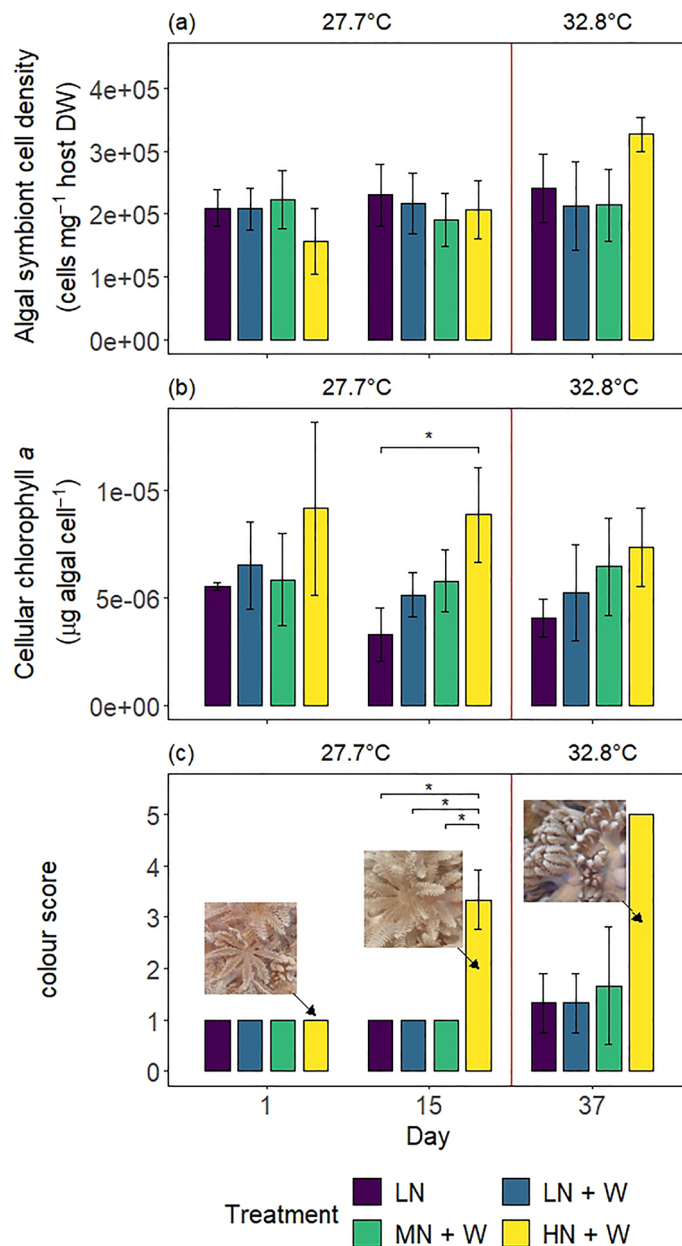 (a) 27.7°C 32.8°C
Algal symbiont cell density
(cells mg⁻¹ host DW)
4e+05
3e+05
2e+05
1e+05
0e+00
(b) 27.7°C 32.8°C
Cellular chlorophyll a
(µg algal cell⁻¹)
*
1e-05
5e-06
0e+00
(c) 27.7°C 32.8°C
colour score
*
*
*
5
4
3
2
1
0
1 15 37
Day
Treatment
LN LN + W
MN + W HN + W